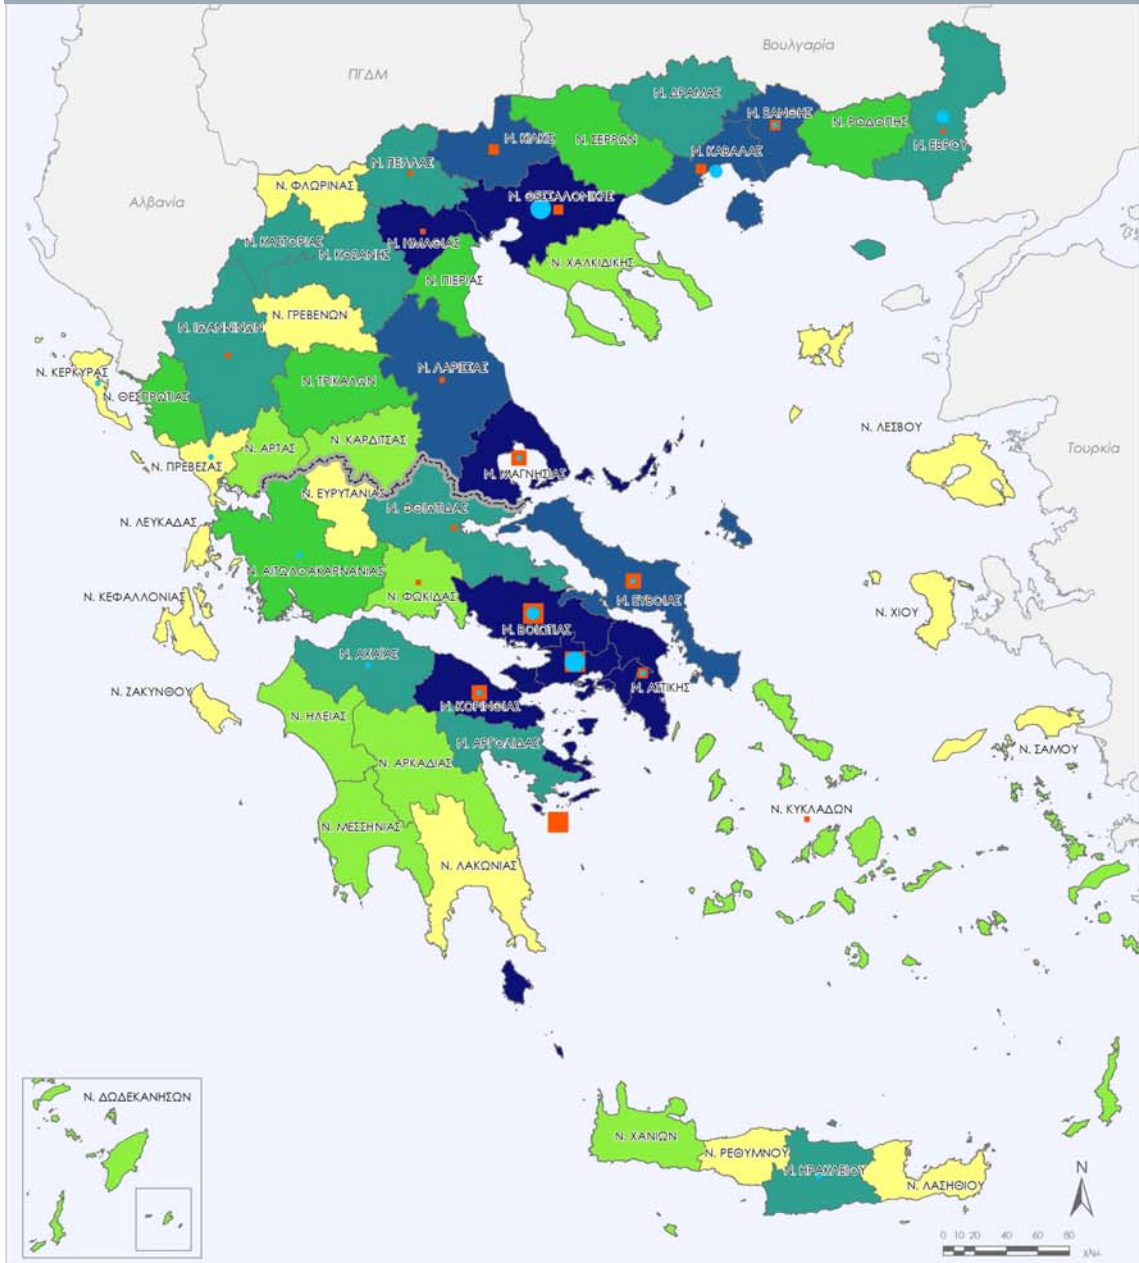 Βουλγαρία
ΠΓΔΜ
Ν. ΔΡΑΜΑΣ
Ν. ΞΑΝΘΗΣ
Ν. ΡΟΔΟΠΗΣ
Ν. ΚΙΛΚΙΣ
Ν. ΣΕΡΡΩΝ
Ν. ΕΒΡΟΥ
Ν. ΚΑΒΑΛΑΣ
Ν. ΠΕΛΛΑΣ
Ν. ΦΛΩΡΙΝΑΣ
Ν. ΘΕΣΣΑΛΟΝΙΚΗΣ
Αλβανία
Ν. ΚΑΣΤΟΡΙΑΣ
Ν. ΗΜΑΘΙΑΣ
Ν. ΚΟΖΑΝΗΣ
Ν. ΧΑΛΚΙΔΙΚΗΣ
Ν. ΠΙΕΡΙΑΣ
Ν. ΓΡΕΒΕΝΩΝ
Ν. ΙΩΑΝΝΙΝΩΝ
Ν. ΛΑΡΙΣΣΑΣ
Ν. ΚΕΡΚΥΡΑΣ
Ν. ΤΡΙΚΑΛΩΝ
Ν. ΘΕΣΠΡΩΤΙΑΣ
Ν. ΛΕΣΒΟΥ
Ν. ΚΑΡΔΙΤΣΑΣ
Ν. ΑΡΤΑΣ
Τουρκία
Ν. ΠΡΕΒΕΖΑΣ
Ν. ΜΑΓΝΗΣΙΑΣ
Ν. ΕΥΡΥΤΑΝΙΑΣ
Ν. ΦΘΙΩΤΙΔΑΣ
Ν. ΛΕΥΚΑΔΑΣ
Ν. ΑΙΤΩΛΟΑΚΑΡΝΑΝΙΑΣ
Ν. ΚΕΦΑΛΛΟΝΙΑΣ
Ν. ΦΩΚΙΔΑΣ
Ν. ΕΥΒΟΙΑΣ
Ν. ΧΙΟΥ
Ν. ΒΟΙΩΤΙΑΣ
Ν. ΑΧΑΪΑΣ
Ν. ΑΤΤΙΚΗΣ
Ν. ΖΑΚΥΝΘΟΥ
Ν. ΚΟΡΙΝΘΙΑΣ
Ν. ΗΛΕΙΑΣ
Ν. ΑΡΓΟΛΙΔΑΣ
Ν. ΣΑΜΟΥ
Ν. ΑΡΚΑΔΙΑΣ
Ν. ΚΥΚΛΑΔΩΝ
Ν. ΜΕΣΣΗΝΙΑΣ
Ν. ΛΑΚΩΝΙΑΣ
Ν. ΔΩΔΕΚΑΝΗΣΩΝ
Ν. ΧΑΝΙΩΝ
Ν. ΡΕΘΥΜΝΟΥ
Ν. ΗΡΑΚΛΕΙΟΥ
Ν. ΛΑΣΗΘΙΟΥ
N
0 10 20 40 60 80
χλμ.